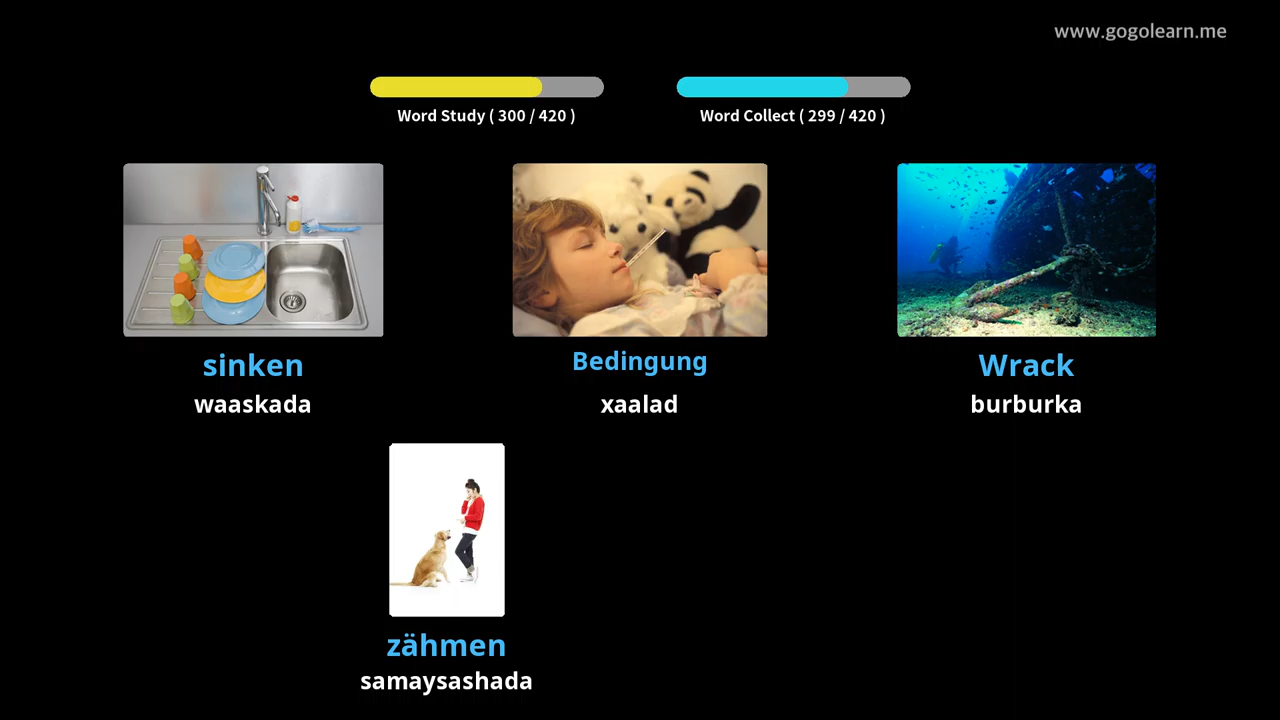 www.gogolearn.me
Word Study ( 300 / 420 )
Word Collect ( 299 / 420 )
sinken
waaskada
Bedingung
xaalad
Wrack
burburka
zähmen
samaysashada